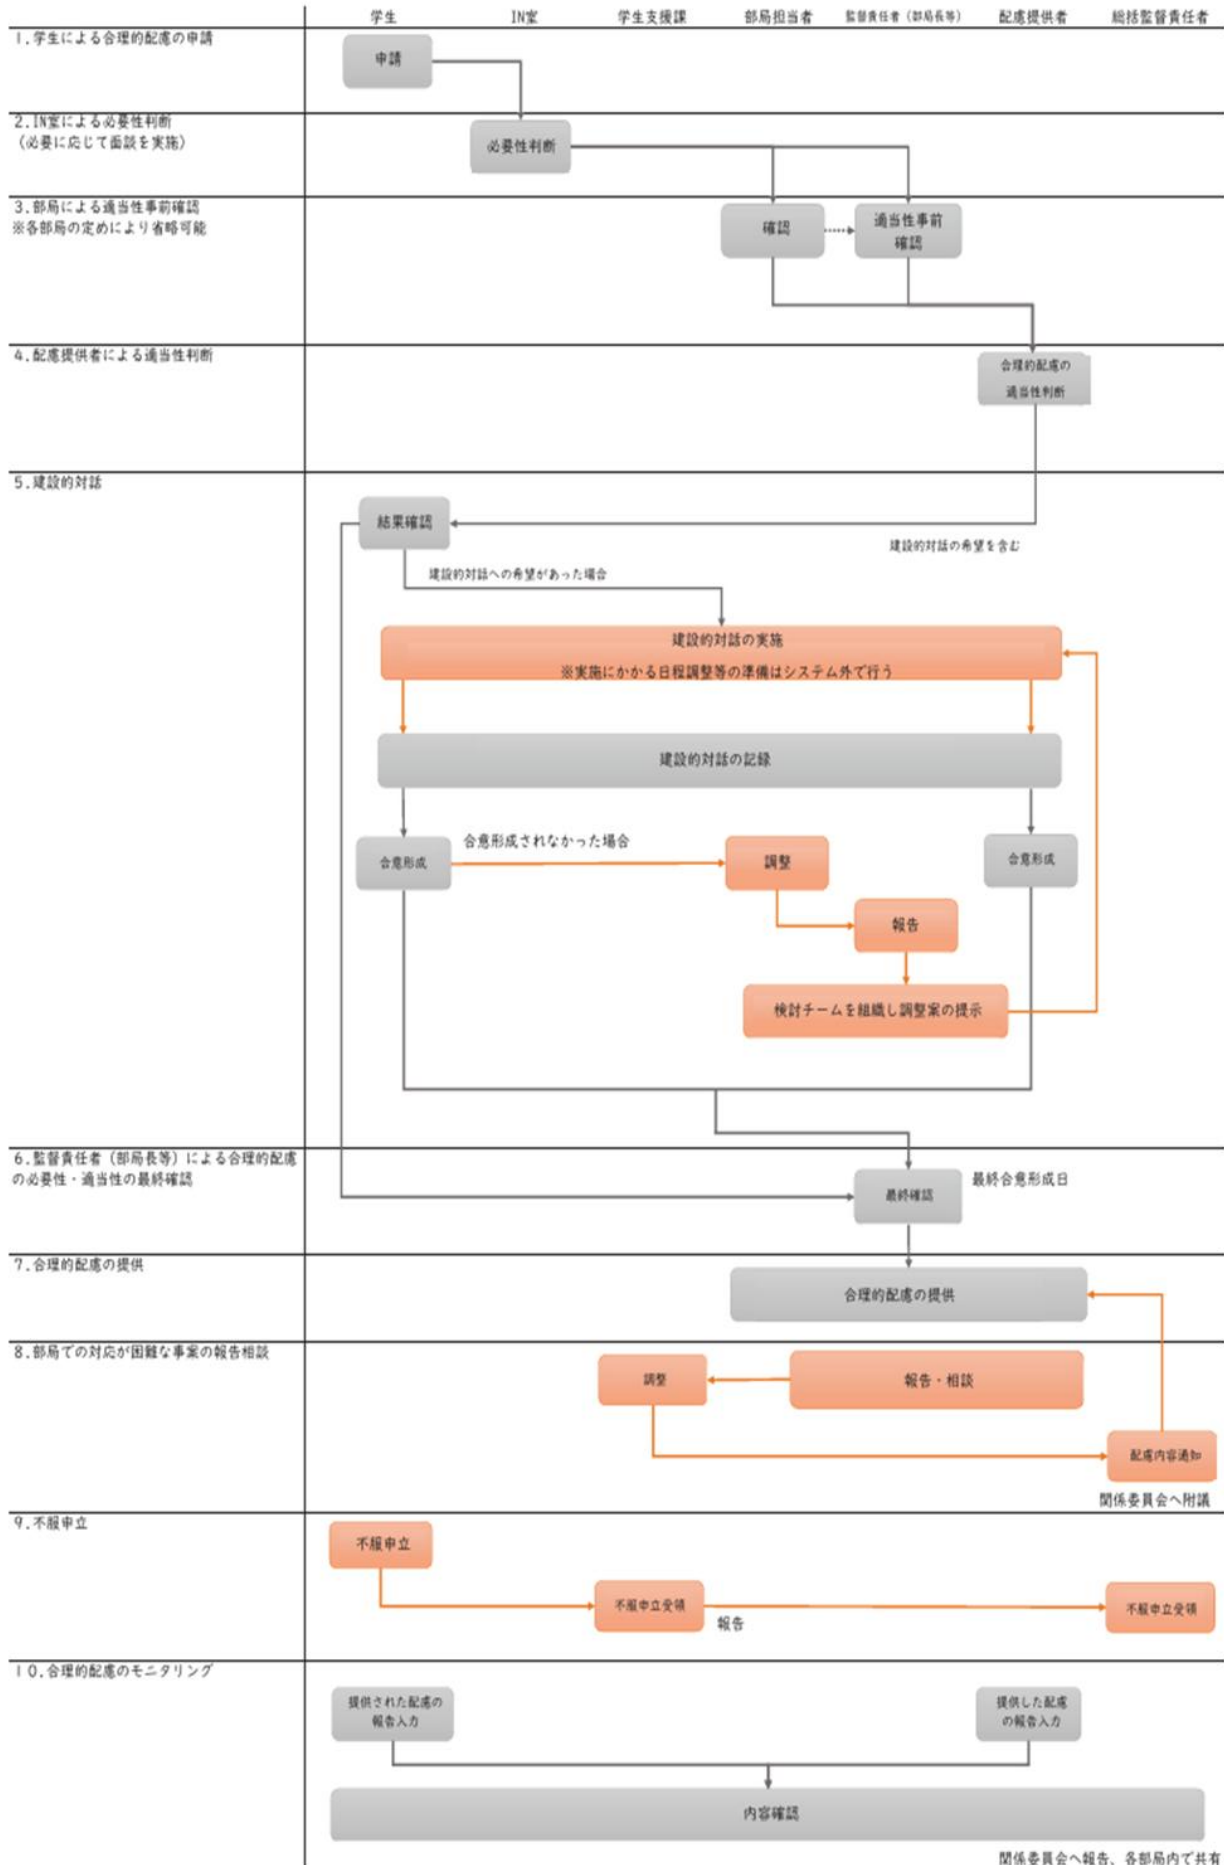 学生 IN室 学生支援課 部局担当者 監督責任者（部局長等） 配慮提供者 総括監督責任者
1.学生による合理的配慮の申請
申請
2.IN室による必要性判断
（必要に応じて面談を実施）
必要性判断
3.部局による適当性事前確認
※各部局の定めにより省略可能
確認
適当性事前
確認
4.配慮提供者による適当性判断
合理的配慮の
適当性判断
5.建設的対話
結果確認
建設的対話の希望を含む
建設的対話への希望があった場合
建設的対話の実施
※実施にかかる日程調整等の準備はシステム外で行う
建設的対話の記録
合意形成
合意形成されなかった場合
調整
合意形成
報告
検討チームを組織し調整案の提示
6.監督責任者（部局長等）による合理的配慮
の必要性・適当性の最終確認
最終確認
最終合意形成日
7.合理的配慮の提供
合理的配慮の提供
8.部局での対応が困難な事案の報告相談
調整
報告・相談
配慮内容通知
関係委員会へ附議
9.不服申立
不服申立
不服申立受領
報告
不服申立受領
10.合理的配慮のモニタリング
提供された配慮の
報告入力
提供した配慮
の報告入力
内容確認
関係委員会へ報告、各部局内で共有